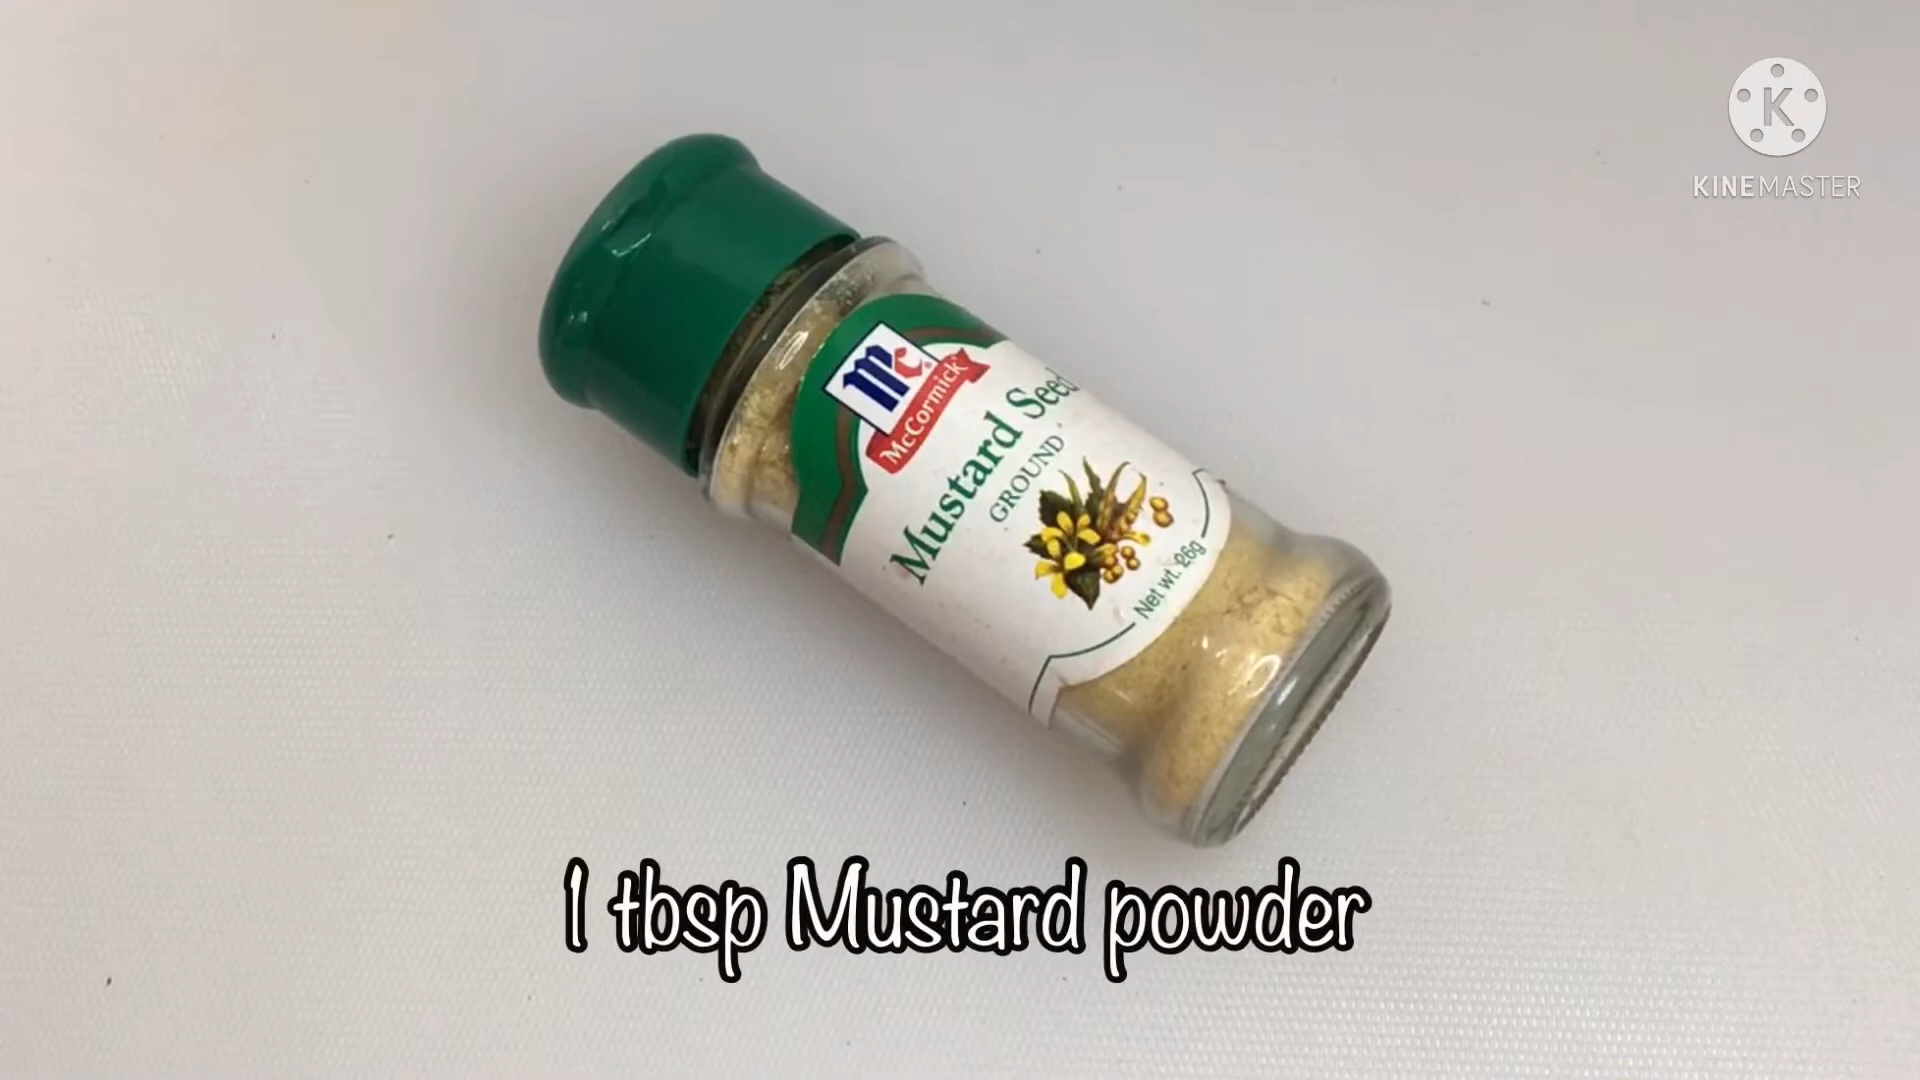 K
KINEMASTER
Mc
McCormick
Mustard Seed
GROUND
Net wt. 26g
1 tbsp Mustard powder